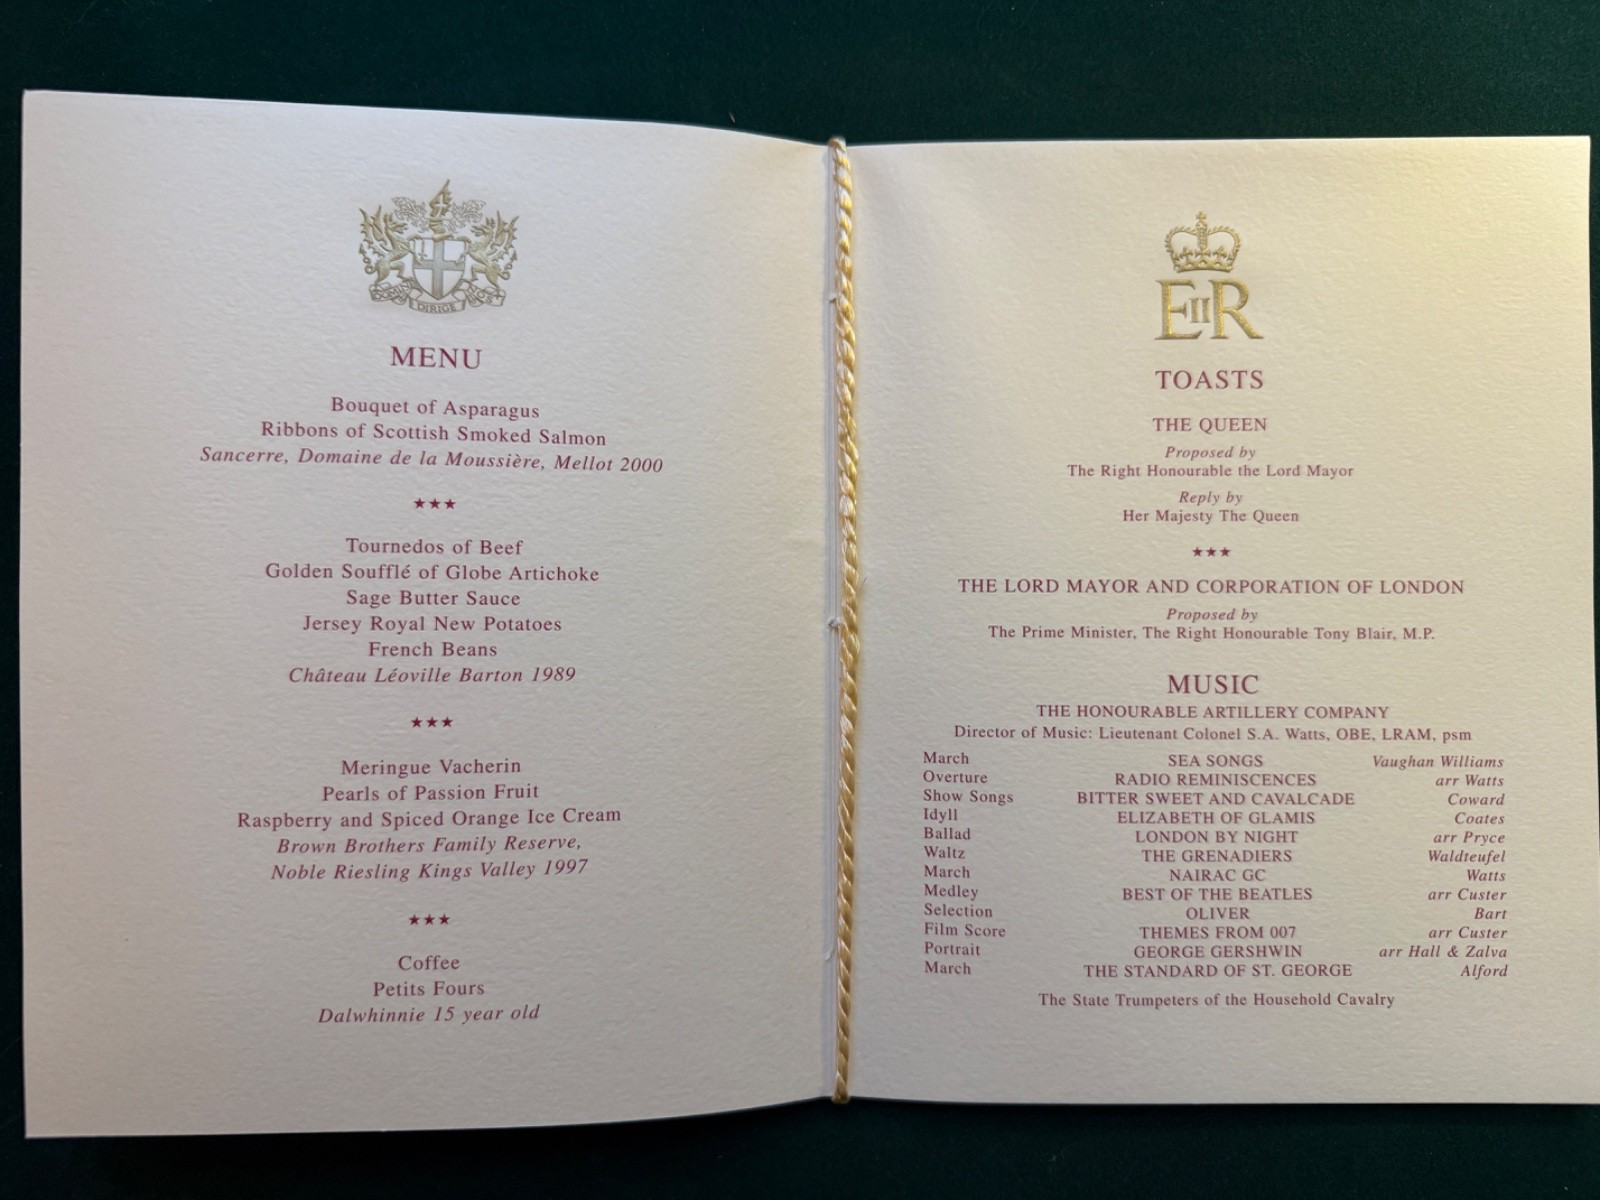 DOMINE DIRIGE NOS
MENU
Bouquet of Asparagus
Ribbons of Scottish Smoked Salmon
Sancerre, Domaine de la Moussière, Mellot 2000
★★★
Tournedos of Beef
Golden Soufflé of Globe Artichoke
Sage Butter Sauce
Jersey Royal New Potatoes
French Beans
Château Léoville Barton 1989
★★★
Meringue Vacherin
Pearls of Passion Fruit
Raspberry and Spiced Orange Ice Cream
Brown Brothers Family Reserve,
Noble Riesling Kings Valley 1997
★★★
Coffee
Petits Fours
Dalwhinnie 15 year old
EIIR
TOASTS
THE QUEEN
Proposed by
The Right Honourable the Lord Mayor
Reply by
Her Majesty The Queen
★★★
THE LORD MAYOR AND CORPORATION OF LONDON
Proposed by
The Prime Minister, The Right Honourable Tony Blair, M.P.
MUSIC
THE HONOURABLE ARTILLERY COMPANY
Director of Music: Lieutenant Colonel S.A. Watts, OBE, LRAM, psm
March SEA SONGS Vaughan Williams
Overture RADIO REMINISCENCES arr Watts
Show Songs BITTER SWEET AND CAVALCADE Coward
Idyll ELIZABETH OF GLAMIS Coates
Ballad LONDON BY NIGHT arr Pryce
Waltz THE GRENADIERS Waldteufel
March NAIRAC GC Watts
Medley BEST OF THE BEATLES arr Custer
Selection OLIVER Bart
Film Score THEMES FROM 007 arr Custer
Portrait GEORGE GERSHWIN arr Hall & Zalva
March THE STANDARD OF ST. GEORGE Alford
The State Trumpeters of the Household Cavalry